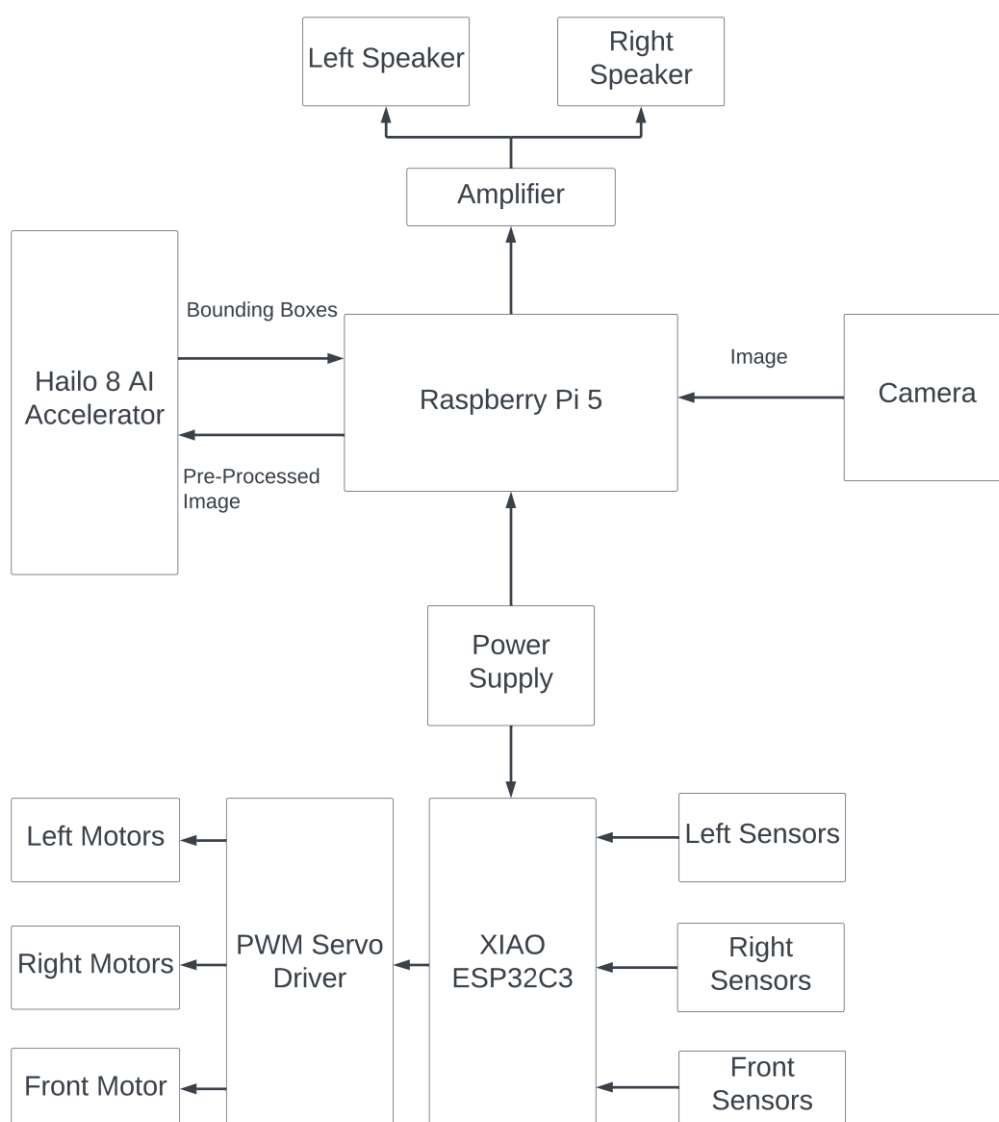 Left Speaker
Right
Speaker
Amplifier
Bounding Boxes
Hailo 8 AI
Accelerator
Raspberry Pi 5
Image
Camera
Pre-Processed
Image
Power
Supply
Left Motors
Left Sensors
Right Motors
PWM Servo
Driver
XIAO
ESP32C3
Right
Sensors
Front Motor
Front
Sensors